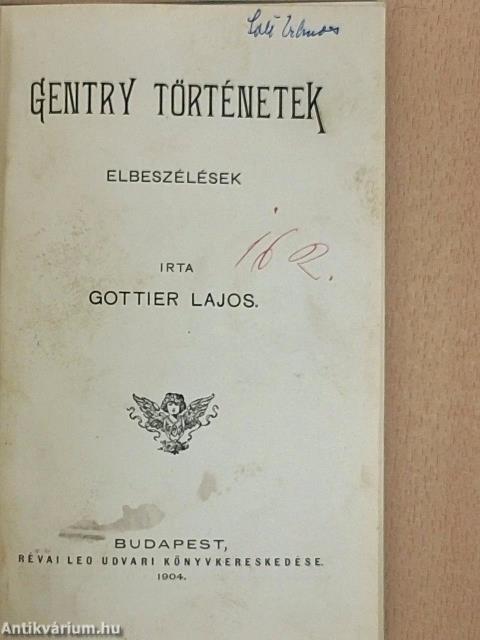 GENTRY TÖRTÉNETEK
ELBESZÉLÉSEK
162.
IRTA
GOTTIER LAJOS.
BUDAPEST,
RÉVAI LEO UDVARI KÖNYVKERESKEDÉSE.
1904.
Antikvárium.hu